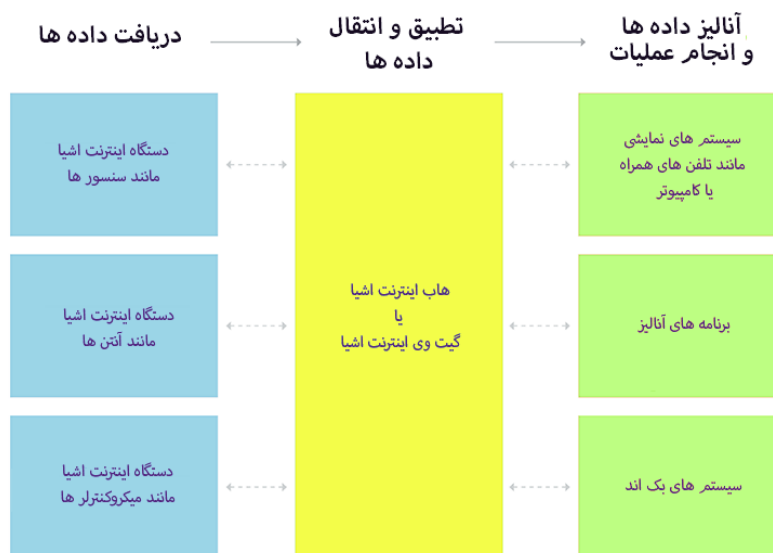 دریافت داده ها
تطبیق و انتقال
داده ها
آنالیز داده ها
و انجام عملیات
دستگاه اینترنت اشیا
مانند سنسور ها
دستگاه اینترنت اشیا
مانند آنتن ها
دستگاه اینترنت اشیا
مانند میکروکنترلر ها
هاب اینترنت اشیا
یا
گیت وی اینترنت اشیا
سیستم های نمایشی
مانند تلفن های همراه
یا کامپیوتر
برنامه های آنالیز
سیستم های بک اند